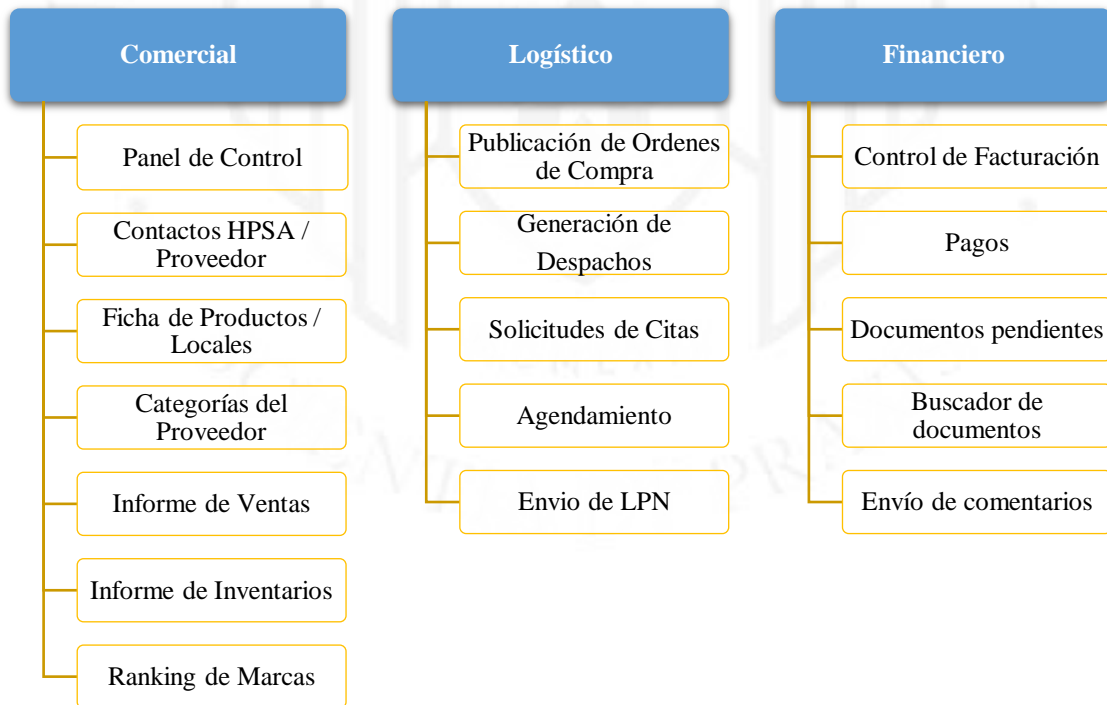 Comercial
Panel de Control
Contactos HPSA /
Proveedor
Ficha de Productos /
Locales
Categorías del
Proveedor
Informe de Ventas
Informe de Inventarios
Ranking de Marcas
Logístico
Publicación de Ordenes
de Compra
Generación de
Despachos
Solicitudes de Citas
Agendamiento
Envio de LPN
Financiero
Control de Facturación
Pagos
Documentos pendientes
Buscador de
documentos
Envío de comentarios